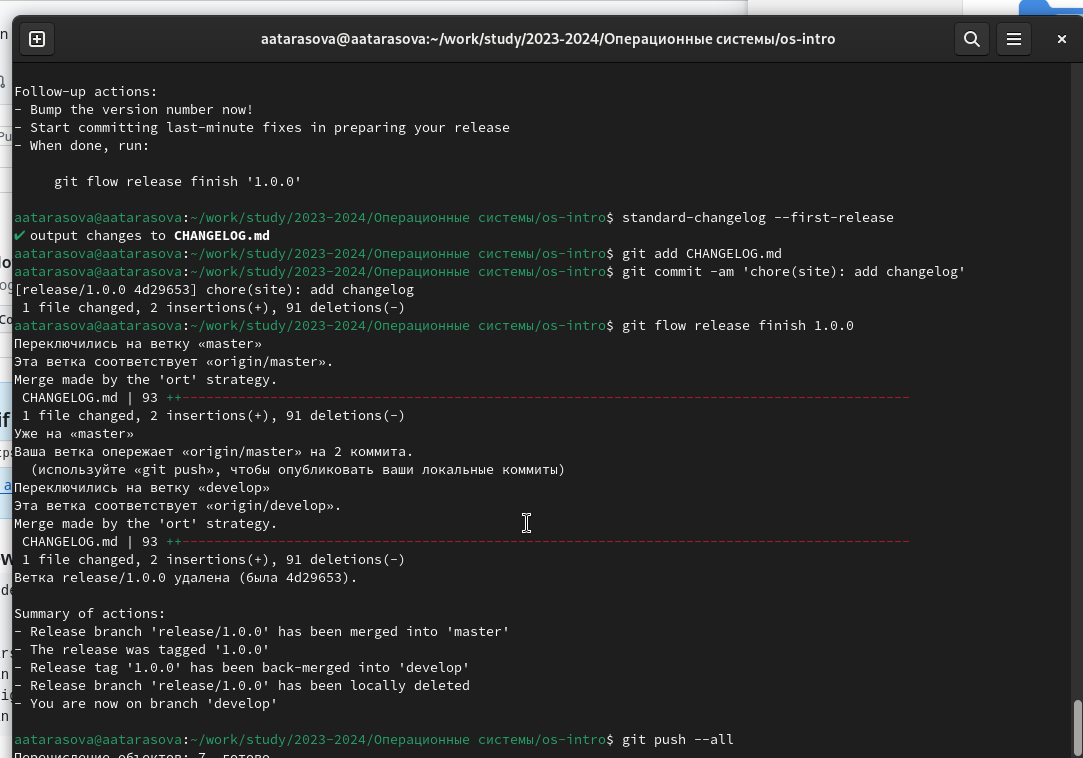 aatarasova@aatarasova:~/work/study/2023-2024/Операционные системы/os-intro
Follow-up actions:
- Bump the version number now!
- Start committing last-minute fixes in preparing your release
- When done, run:
git flow release finish '1.0.0'
aatarasova@aatarasova:~/work/study/2023-2024/Операционные системы/os-intro$ standard-changelog --first-release
✔ output changes to CHANGELOG.md
aatarasova@aatarasova:~/work/study/2023-2024/Операционные системы/os-intro$ git add CHANGELOG.md
aatarasova@aatarasova:~/work/study/2023-2024/Операционные системы/os-intro$ git commit -am 'chore(site): add changelog'
[release/1.0.0 4d29653] chore(site): add changelog
1 file changed, 2 insertions(+), 91 deletions(-)
aatarasova@aatarasova:~/work/study/2023-2024/Операционные системы/os-intro$ git flow release finish 1.0.0
Переключились на ветку «master»
Эта ветка соответствует «origin/master».
Merge made by the 'ort' strategy.
CHANGELOG.md | 93 ++-------------------------------------------------------------------------------------------
1 file changed, 2 insertions(+), 91 deletions(-)
Уже на «master»
Ваша ветка опережает «origin/master» на 2 коммита.
(используйте «git push», чтобы опубликовать ваши локальные коммиты)
Переключились на ветку «develop»
Эта ветка соответствует «origin/develop».
Merge made by the 'ort' strategy.
CHANGELOG.md | 93 ++-------------------------------------------------------------------------------------------
1 file changed, 2 insertions(+), 91 deletions(-)
Ветка release/1.0.0 удалена (была 4d29653).
Summary of actions:
- Release branch 'release/1.0.0' has been merged into 'master'
- The release was tagged '1.0.0'
- Release tag '1.0.0' has been back-merged into 'develop'
- Release branch 'release/1.0.0' has been locally deleted
- You are now on branch 'develop'
aatarasova@aatarasova:~/work/study/2023-2024/Операционные системы/os-intro$ git push --all
Перечисление объектов: 7, готово.